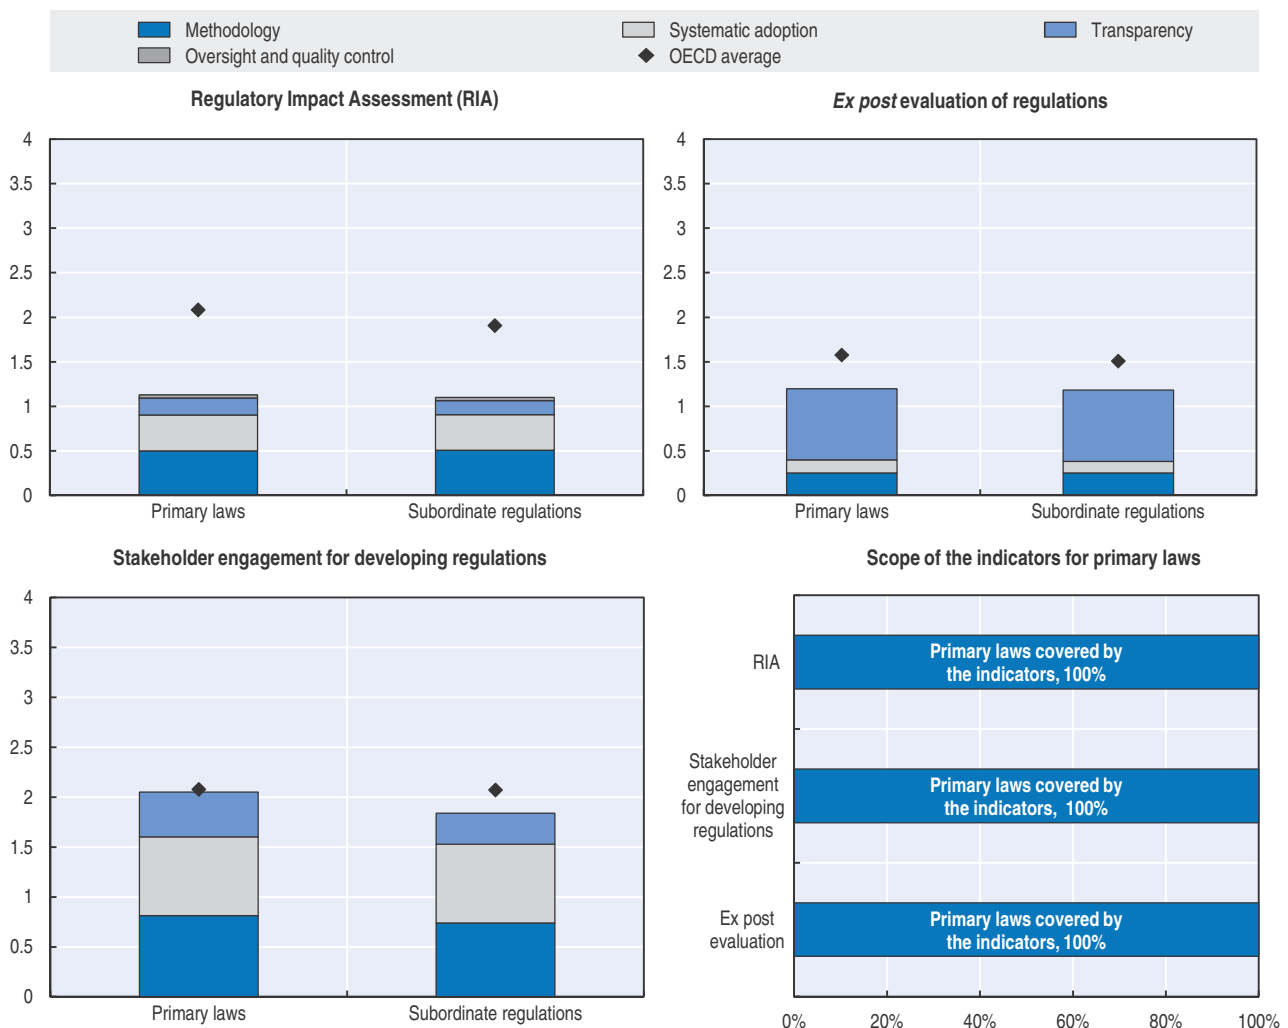 Methodology
Systematic adoption
Transparency
Oversight and quality control
OECD average
Regulatory Impact Assessment (RIA)
4
3.5
3
2.5
2
1.5
1
0.5
0
Primary laws
Subordinate regulations
Ex post evaluation of regulations
4
3.5
3
2.5
2
1.5
1
0.5
0
Primary laws
Subordinate regulations
Stakeholder engagement for developing regulations
4
3.5
3
2.5
2
1.5
1
0.5
0
Primary laws
Subordinate regulations
Scope of the indicators for primary laws
RIA
Primary laws covered by
the indicators, 100%
Stakeholder
engagement
for developing
regulations
Primary laws covered by
the indicators, 100%
Ex post
evaluation
Primary laws covered by
the indicators, 100%
0%
20%
40%
60%
80%
100%